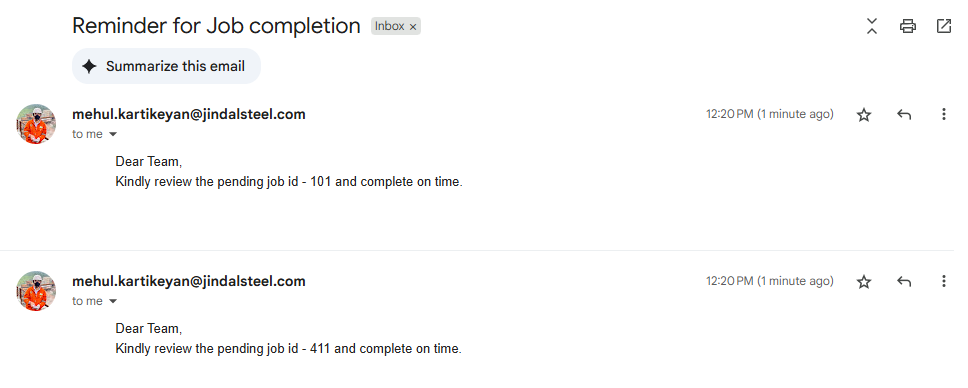 Reminder for Job completion Inbox ×
Summarize this email
mehul.kartikeyan@jindalsteel.com 12:20 PM (1 minute ago)
to me
Dear Team,
Kindly review the pending job id - 101 and complete on time.
mehul.kartikeyan@jindalsteel.com 12:20 PM (1 minute ago)
to me
Dear Team,
Kindly review the pending job id - 411 and complete on time.